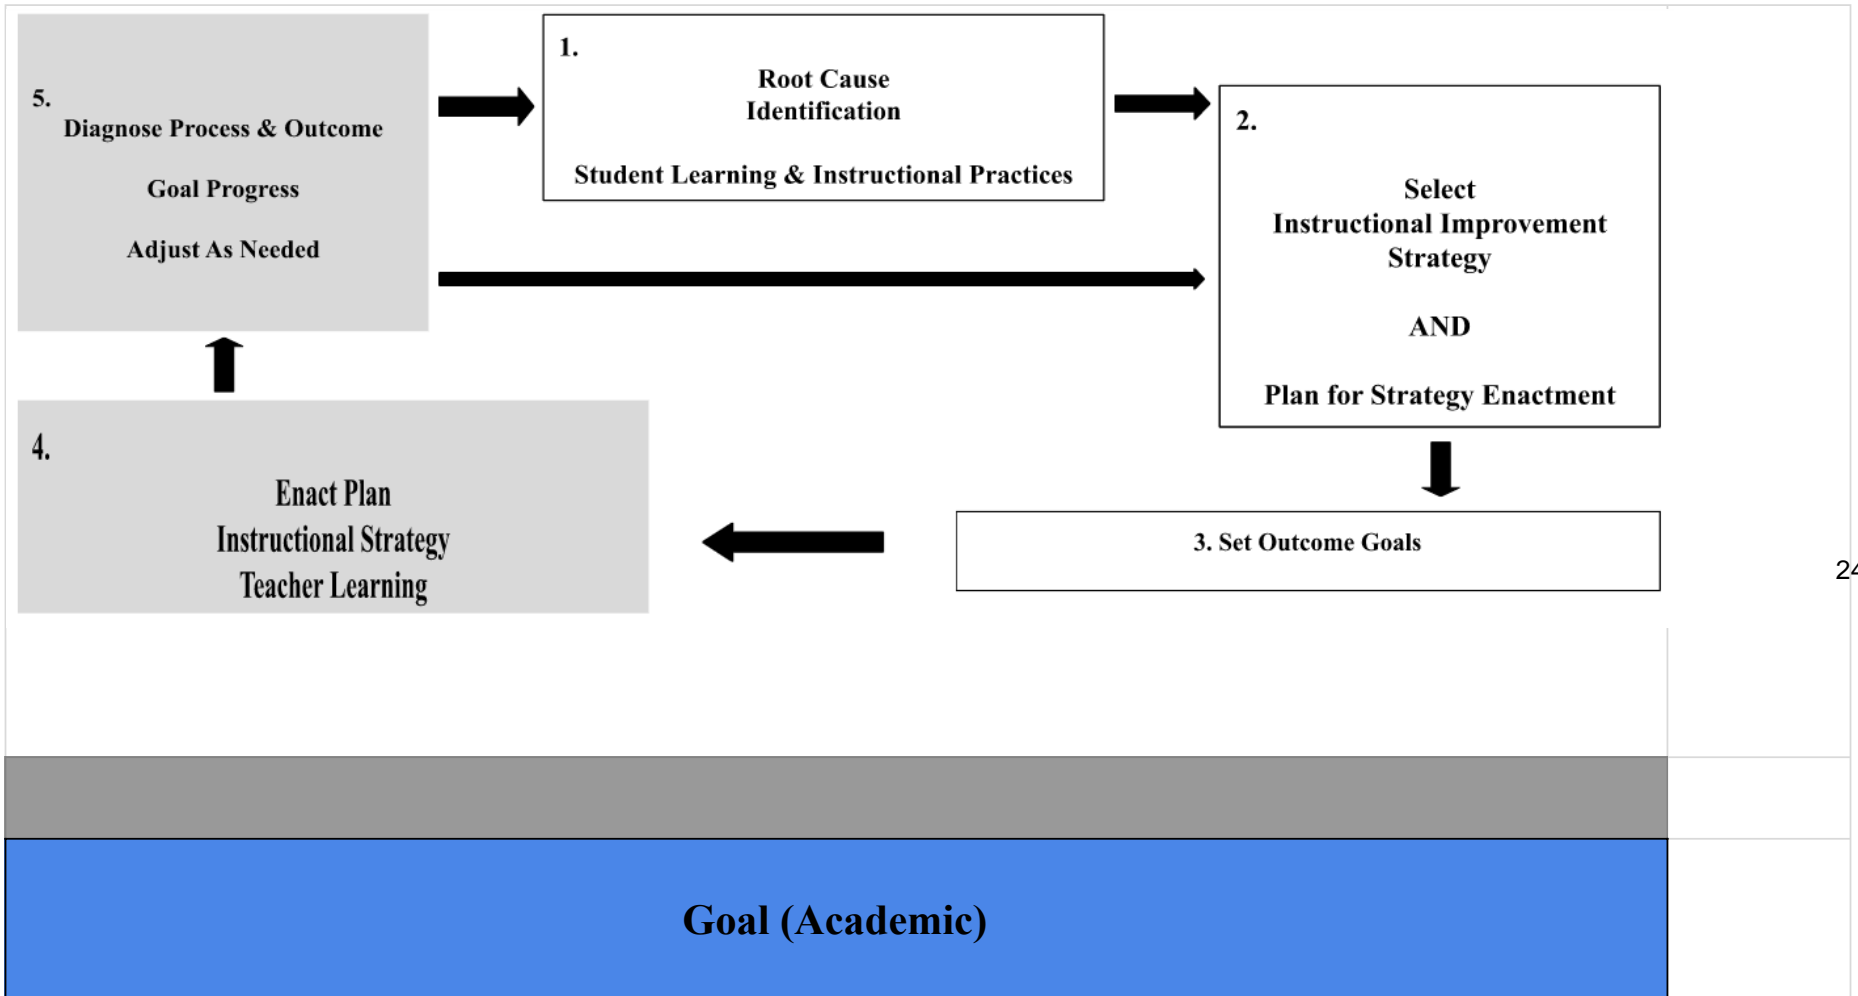 5.
Diagnose Process & Outcome
Goal Progress
Adjust As Needed
1.
Root Cause
Identification
Student Learning & Instructional Practices
2.
Select
Instructional Improvement
Strategy
AND
Plan for Strategy Enactment
4.
Enact Plan
Instructional Strategy
Teacher Learning
3. Set Outcome Goals
24
Goal (Academic)